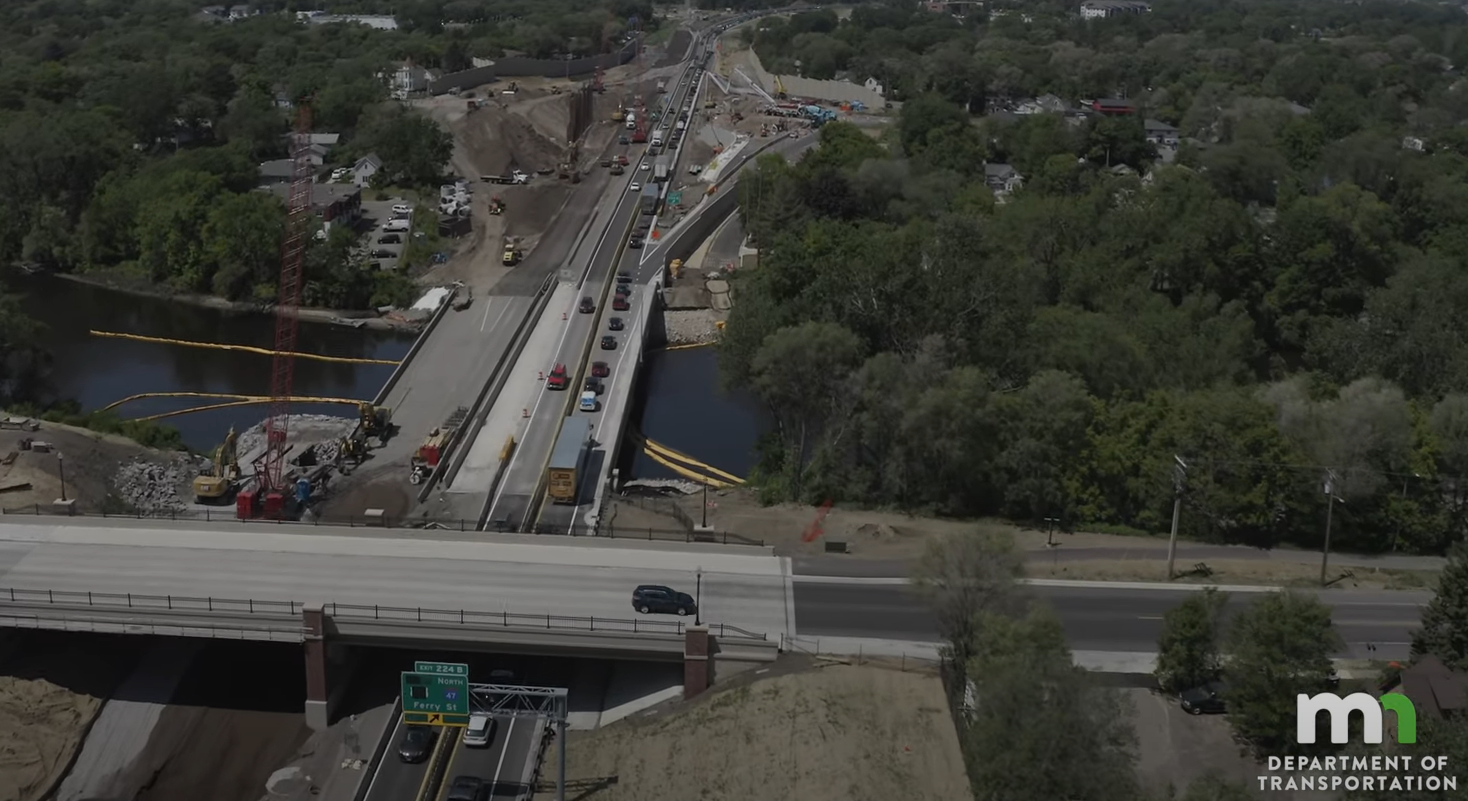 EXIT 224 B
NORTH
47
Ferry St
mn
DEPARTMENT OF
TRANSPORTATION